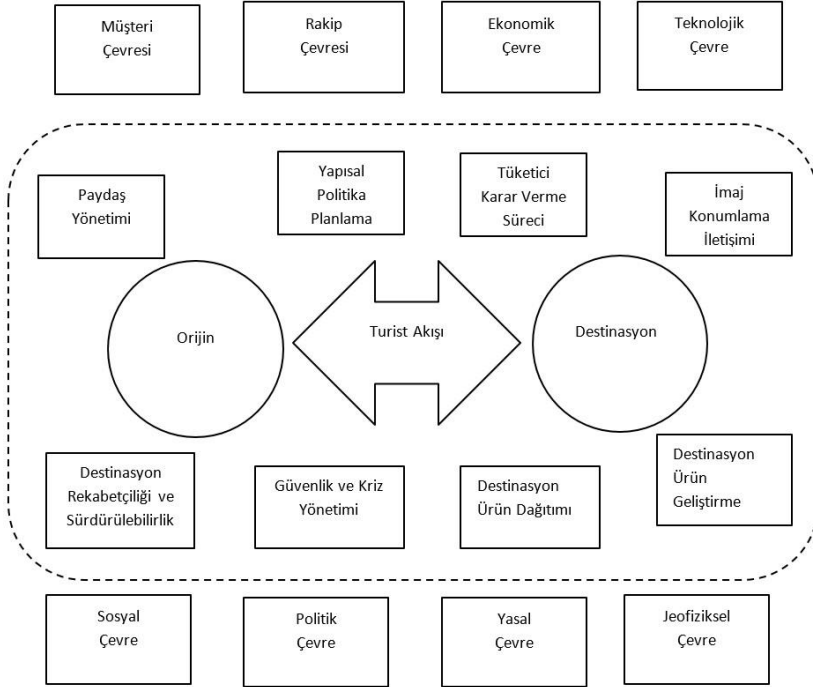 Müşteri
Çevresi
Rakip
Çevresi
Ekonomik
Çevre
Teknolojik
Çevre
Paydaş
Yönetimi
Yapısal
Politika
Planlama
Tüketici
Karar Verme
Süreci
İmaj
Konumlama
İletişimi
Orijin
Turist Akışı
Destinasyon
Destinasyon
Rekabetçiliği ve
Sürdürülebilirlik
Güvenlik ve Kriz
Yönetimi
Destinasyon
Ürün Dağıtımı
Destinasyon
Ürün
Geliştirme
Sosyal
Çevre
Politik
Çevre
Yasal
Çevre
Jeofiziksel
Çevre